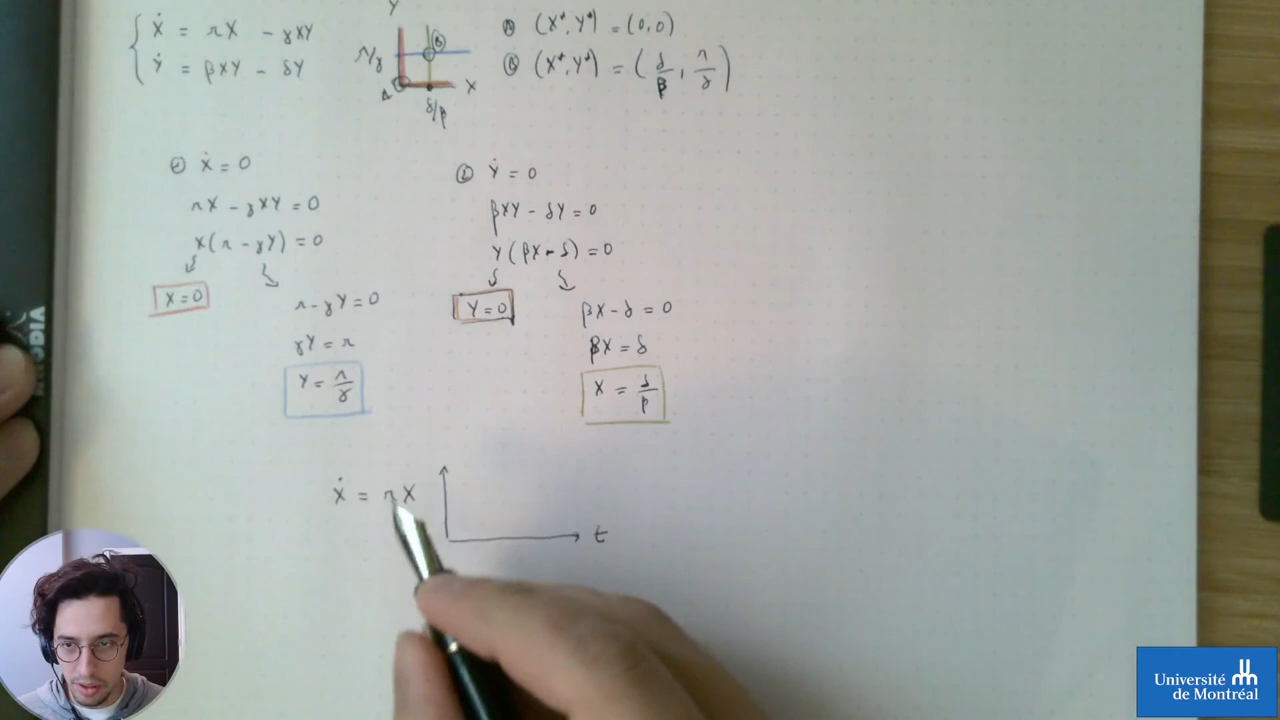 Ẋ = rX - γXY
Ẏ = βXY - δY
Y
r/γ
B
A
X
δ/β
A (X*, Y*) = (0, 0)
B (X*, Y*) = (δ/β, r/γ)
1 Ẋ = 0
rX - γXY = 0
X(r - γY) = 0
X = 0
r - γY = 0
γY = r
Y = r/γ
2 Ẏ = 0
βXY - δY = 0
Y(βX - δ) = 0
Y = 0
βX - δ = 0
βX = δ
X = δ/β
Ẋ = rX
t
Université
de Montréal